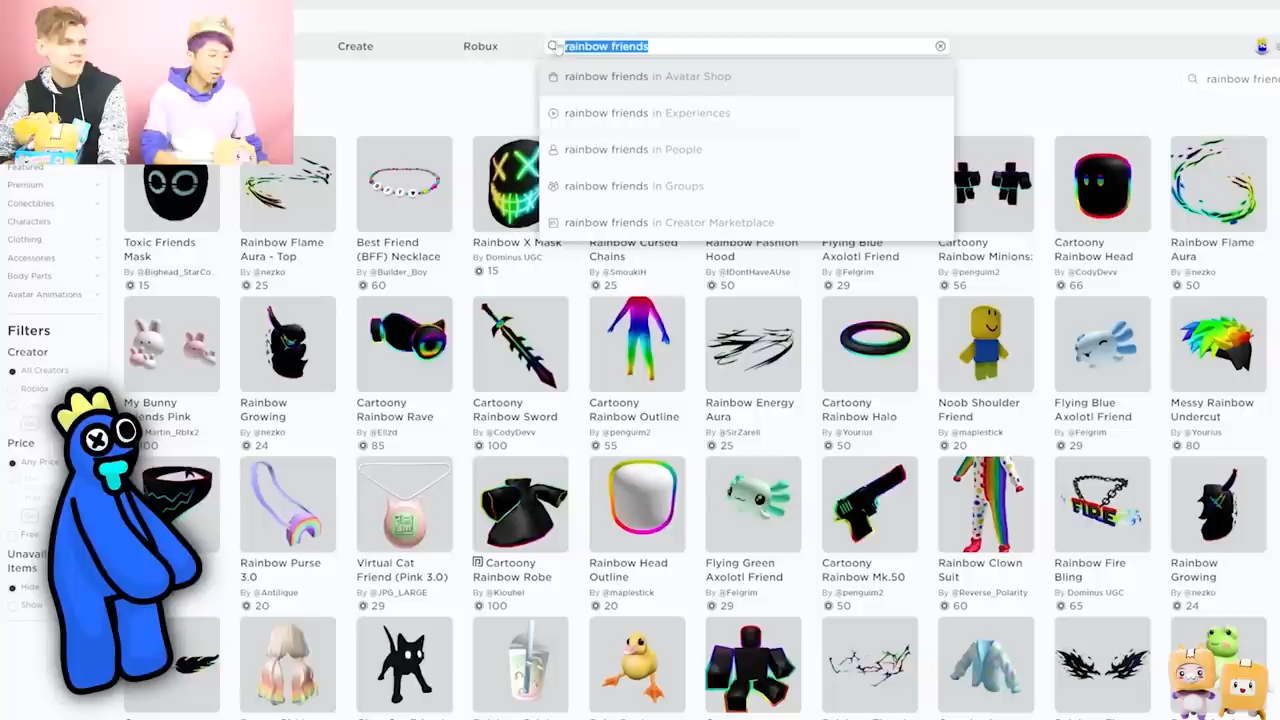 Create
Robux
rainbow friends
rainbow friends in Avatar Shop
rainbow friends in Experiences
rainbow friends in People
rainbow friends in Groups
rainbow friends in Creator Marketplace
Featured
Premium
Collectibles
Characters
Clothing
Accessories
Body Parts
Avatar Animations
Filters
Creator
All Creators
Roblox
Price
Any Price
Free
Items
Hide
Show
Toxic Friends
Mask
By @Bighead_StarCo...
15
Rainbow Flame
Aura - Top
By @nezko
25
Best Friend
(BFF) Necklace
By @Builder_Boy
60
Rainbow X Mask
By Dominus UGC
15
Rainbow Cursed
Chains
By @SmoukiH
25
Rainbow Fashion
Hood
By @IDontHaveAUse
50
Flying Blue
Axolotl Friend
By @Felgrim
29
Cartoony
Rainbow Minions:
By @penguim2
56
Cartoony
Rainbow Head
By @CodyDevv
66
Rainbow Flame
Aura
By @nezko
50
My Bunny
Friends Pink
Martin_Rblx2
Rainbow
Growing
By @nezko
24
Cartoony
Rainbow Rave
By @Ellzd
85
Cartoony
Rainbow Sword
By @CodyDevv
100
Cartoony
Rainbow Outline
By @penguim2
55
Rainbow Energy
Aura
By @SirZarell
25
Cartoony
Rainbow Halo
By @Yourius
50
Noob Shoulder
Friend
By @maplestick
20
Flying Blue
Axolotl Friend
By @Felgrim
29
Messy Rainbow
Undercut
By @Yourius
80
Rainbow Purse
3.0
By @Antilique
20
Virtual Cat
Friend (Pink 3.0)
By @JPG_LARGE
29
Cartoony
Rainbow Robe
By @Kiouhei
100
Rainbow Head
Outline
By @maplestick
20
Flying Green
Axolotl Friend
By @Felgrim
29
Cartoony
Rainbow Mk.50
By @penguim2
50
Rainbow Clown
Suit
By @Reverse_Polarity
60
FIRE
Rainbow Fire
Bling
By Dominus UGC
65
Rainbow
Growing
By @nezko
24